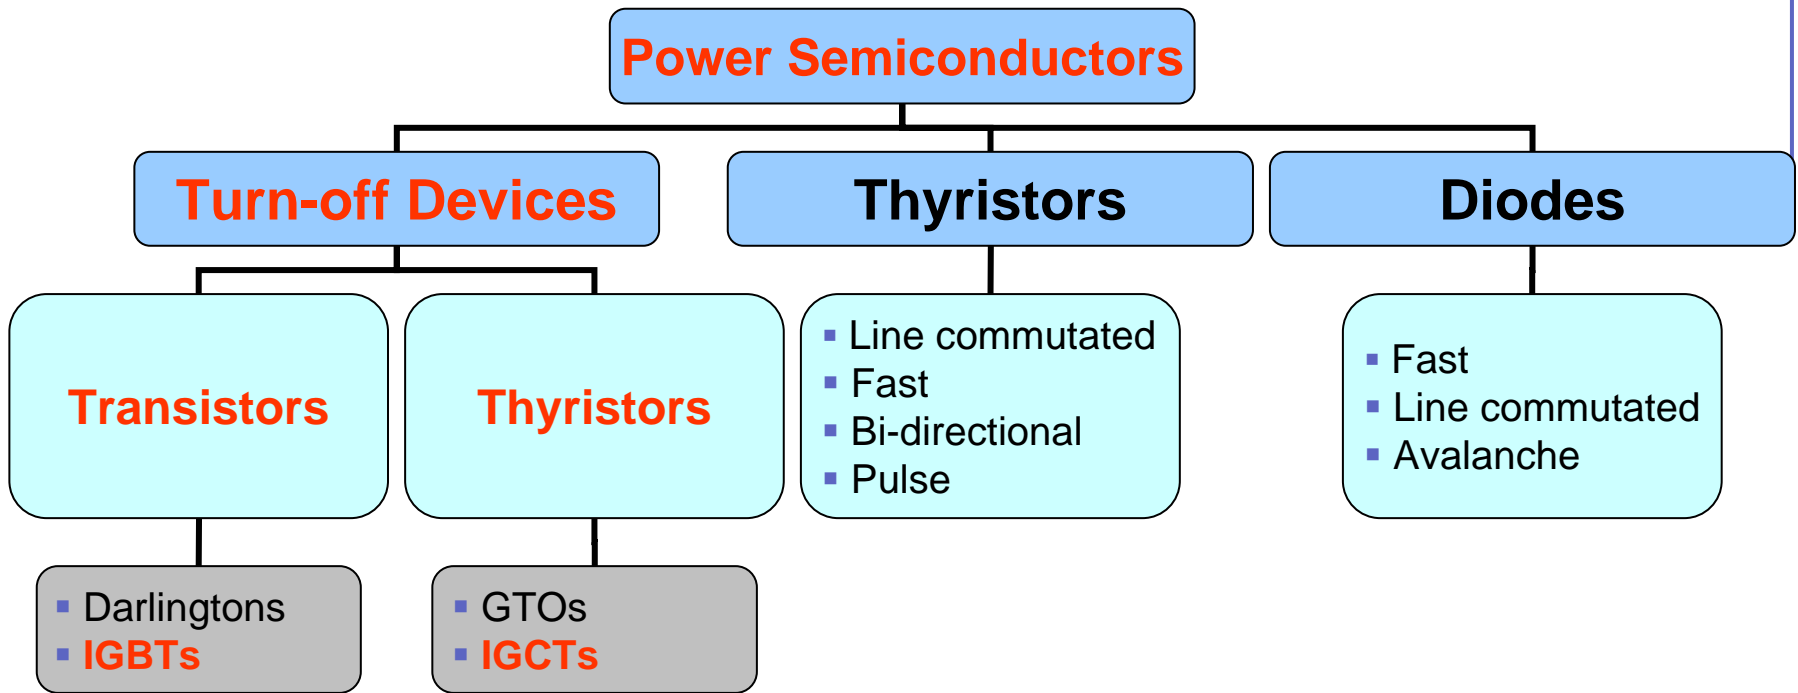 Power Semiconductors
Turn-off Devices
Thyristors
Diodes
Transistors
Thyristors
▪ Line commutated
▪ Fast
▪ Bi-directional
▪ Pulse
▪ Fast
▪ Line commutated
▪ Avalanche
▪ Darlingtons
▪ IGBTs
▪ GTOs
▪ IGCTs